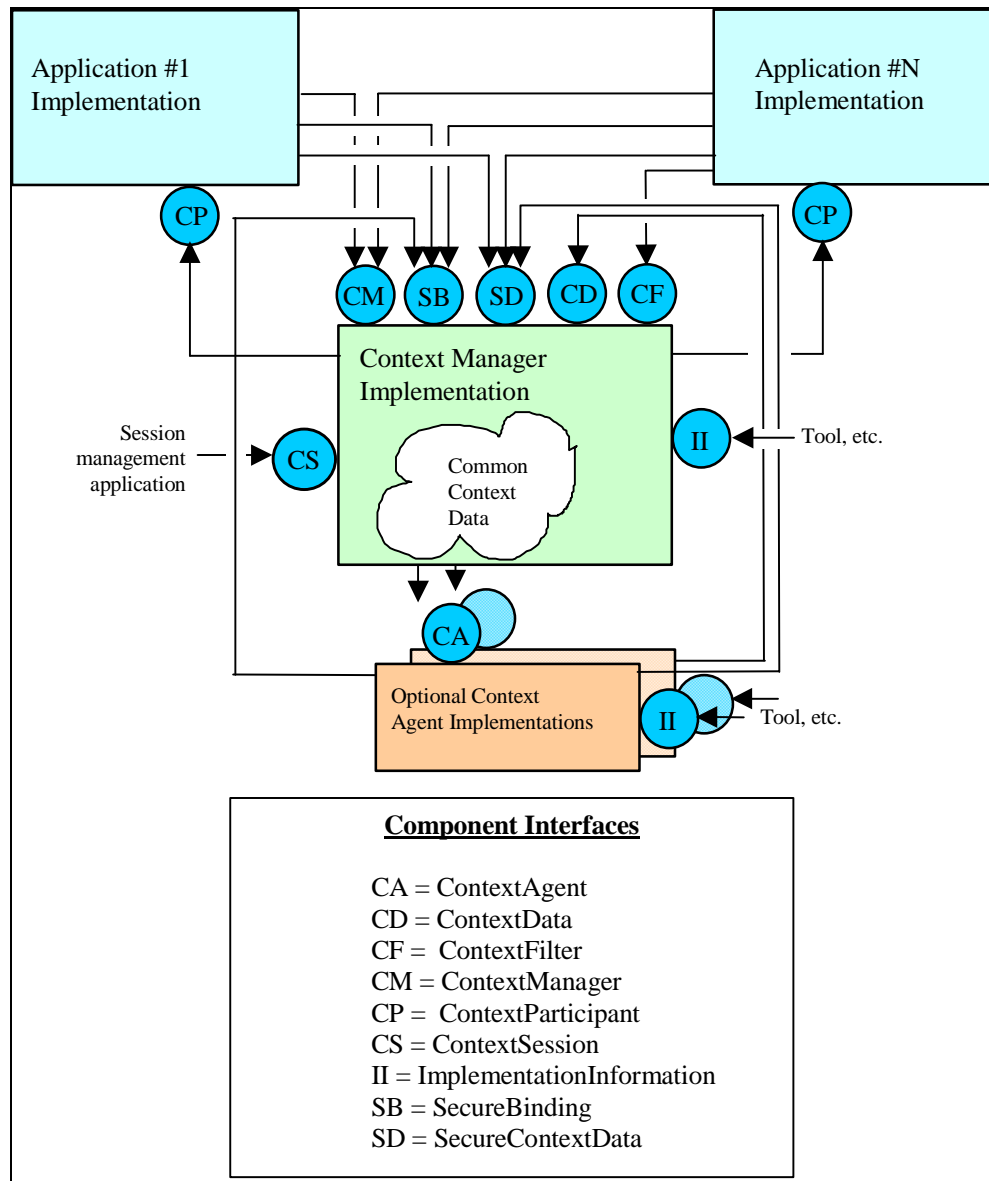 Application #1
Implementation
Application #N
Implementation
CP
CP
CM
SB
SD
CD
CF
Context Manager
Implementation
Session
management
application
CS
II
Tool, etc.
Common
Context
Data
CA
Optional Context
Agent Implementations
II
Tool, etc.
Component Interfaces
CA = ContextAgent
CD = ContextData
CF =  ContextFilter
CM = ContextManager
CP =  ContextParticipant
CS = ContextSession
II = ImplementationInformation
SB = SecureBinding
SD = SecureContextData